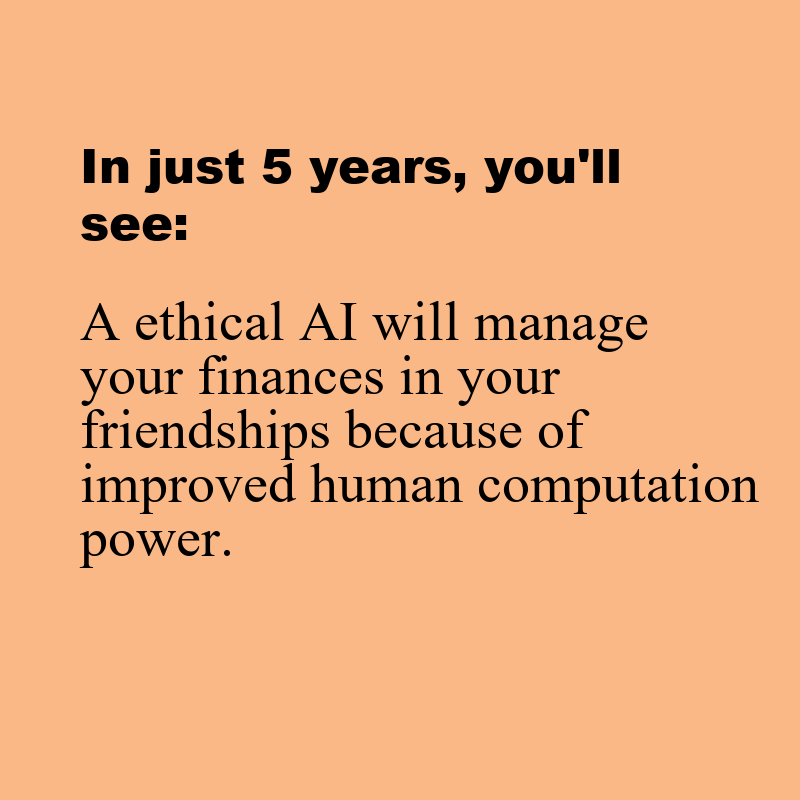 In just 5 years, you'll
see:
A ethical AI will manage
your finances in your
friendships because of
improved human computation
power.